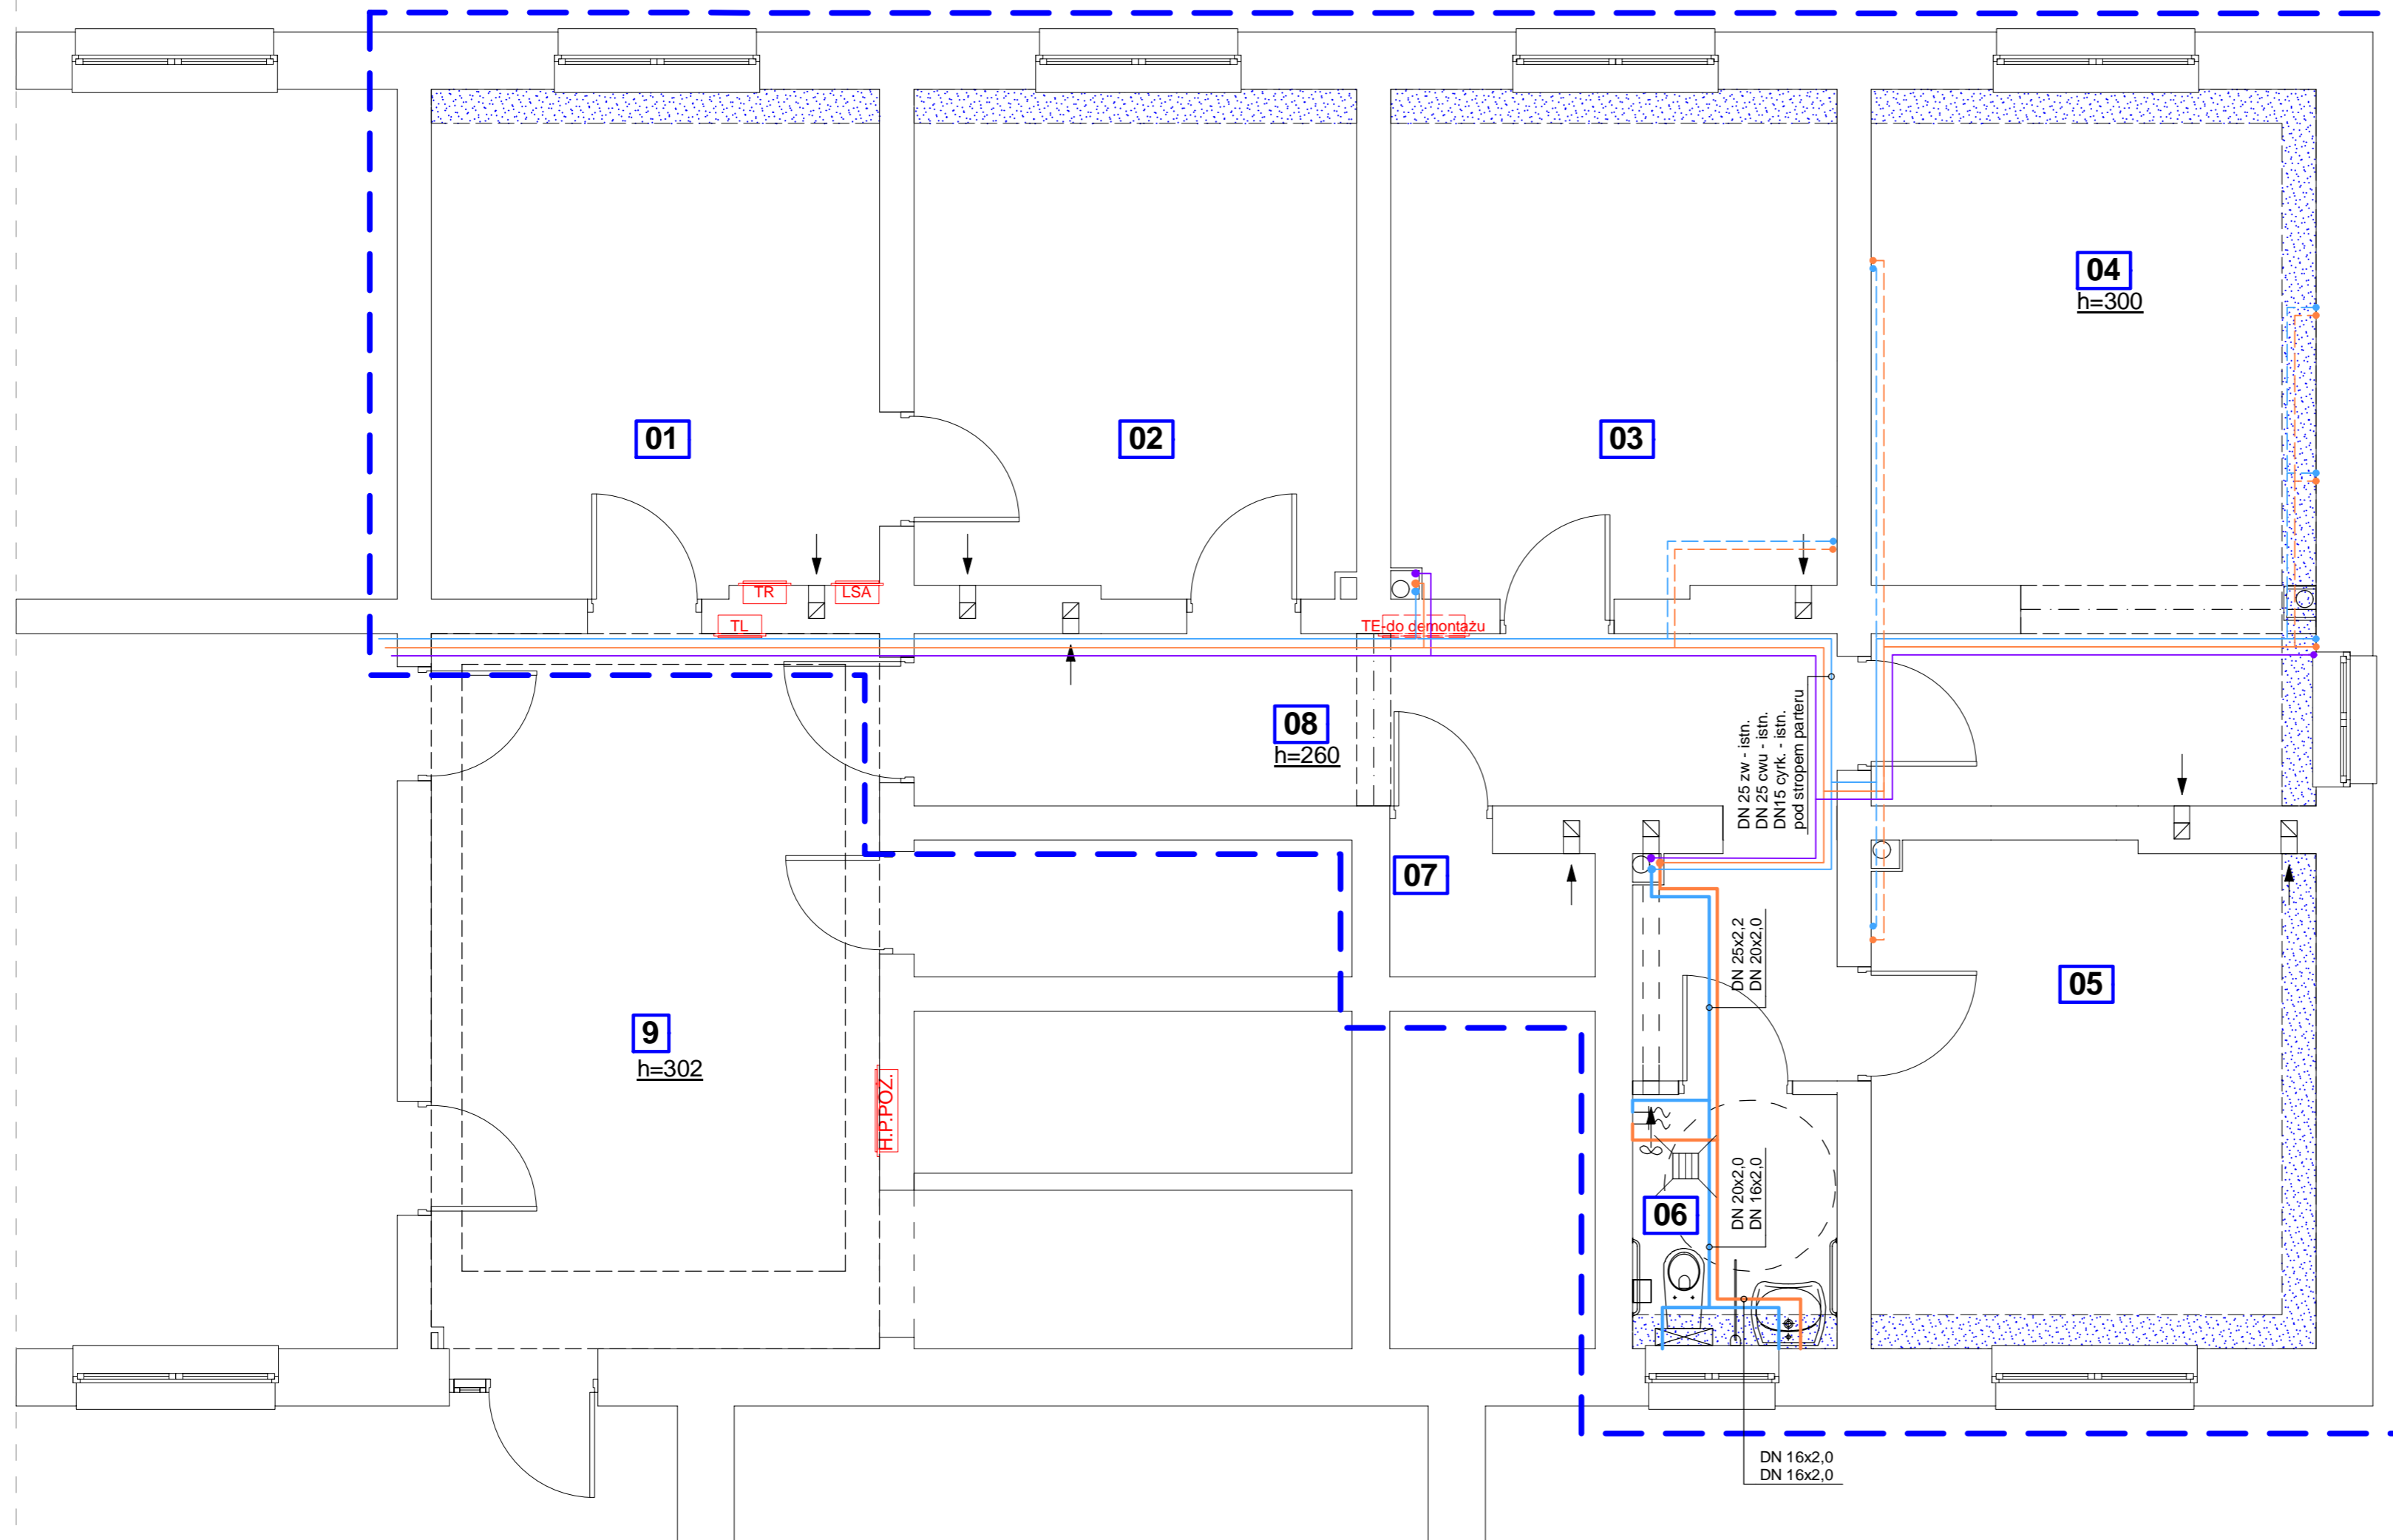 04
h=300
01
02
03
TR
LSA
TL
TE-do demontażu
08
h=260
DN 25 zw - istn.
DN 25 cwu - istn.
DN15 cyrk. - istn.
pod stropem parteru
07
DN 25x2,2
DN 20x2,0
05
9
h=302
H.P.POŻ.
DN 20x2,0
DN 16x2,0
06
DN 16x2,0
DN 16x2,0